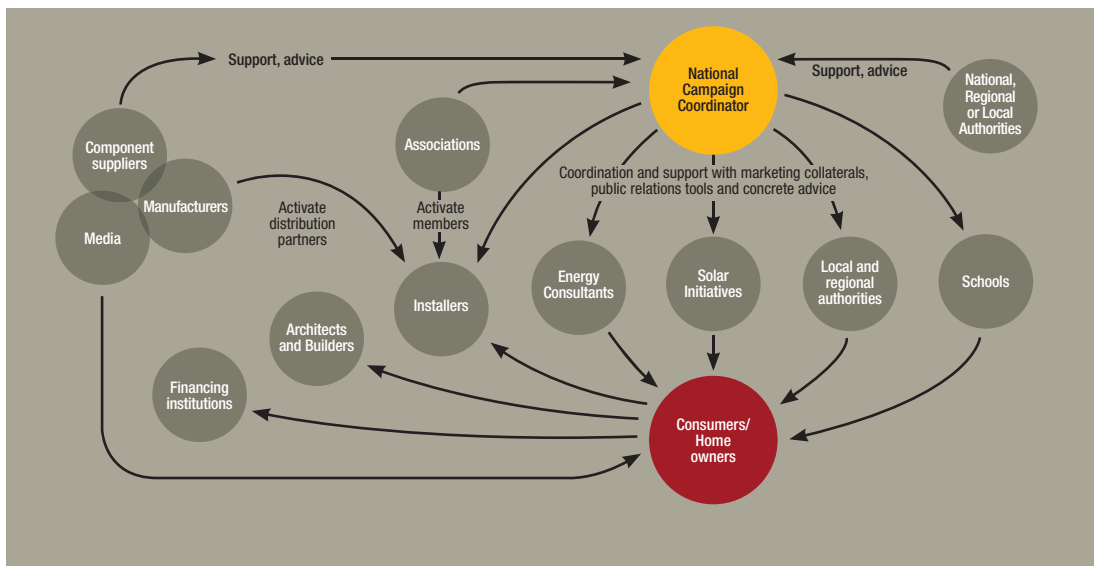 Support, advice
National
Campaign
Coordinator
Support, advice
National,
Regional
or Local
Authorities
Component
suppliers
Associations
Manufacturers
Media
Activate
distribution
partners
Activate
members
Coordination and support with marketing collaterals,
public relations tools and concrete advice
Installers
Energy
Consultants
Solar
Initiatives
Local and
regional
authorities
Schools
Architects
and Builders
Financing
institutions
Consumers/
Home
owners